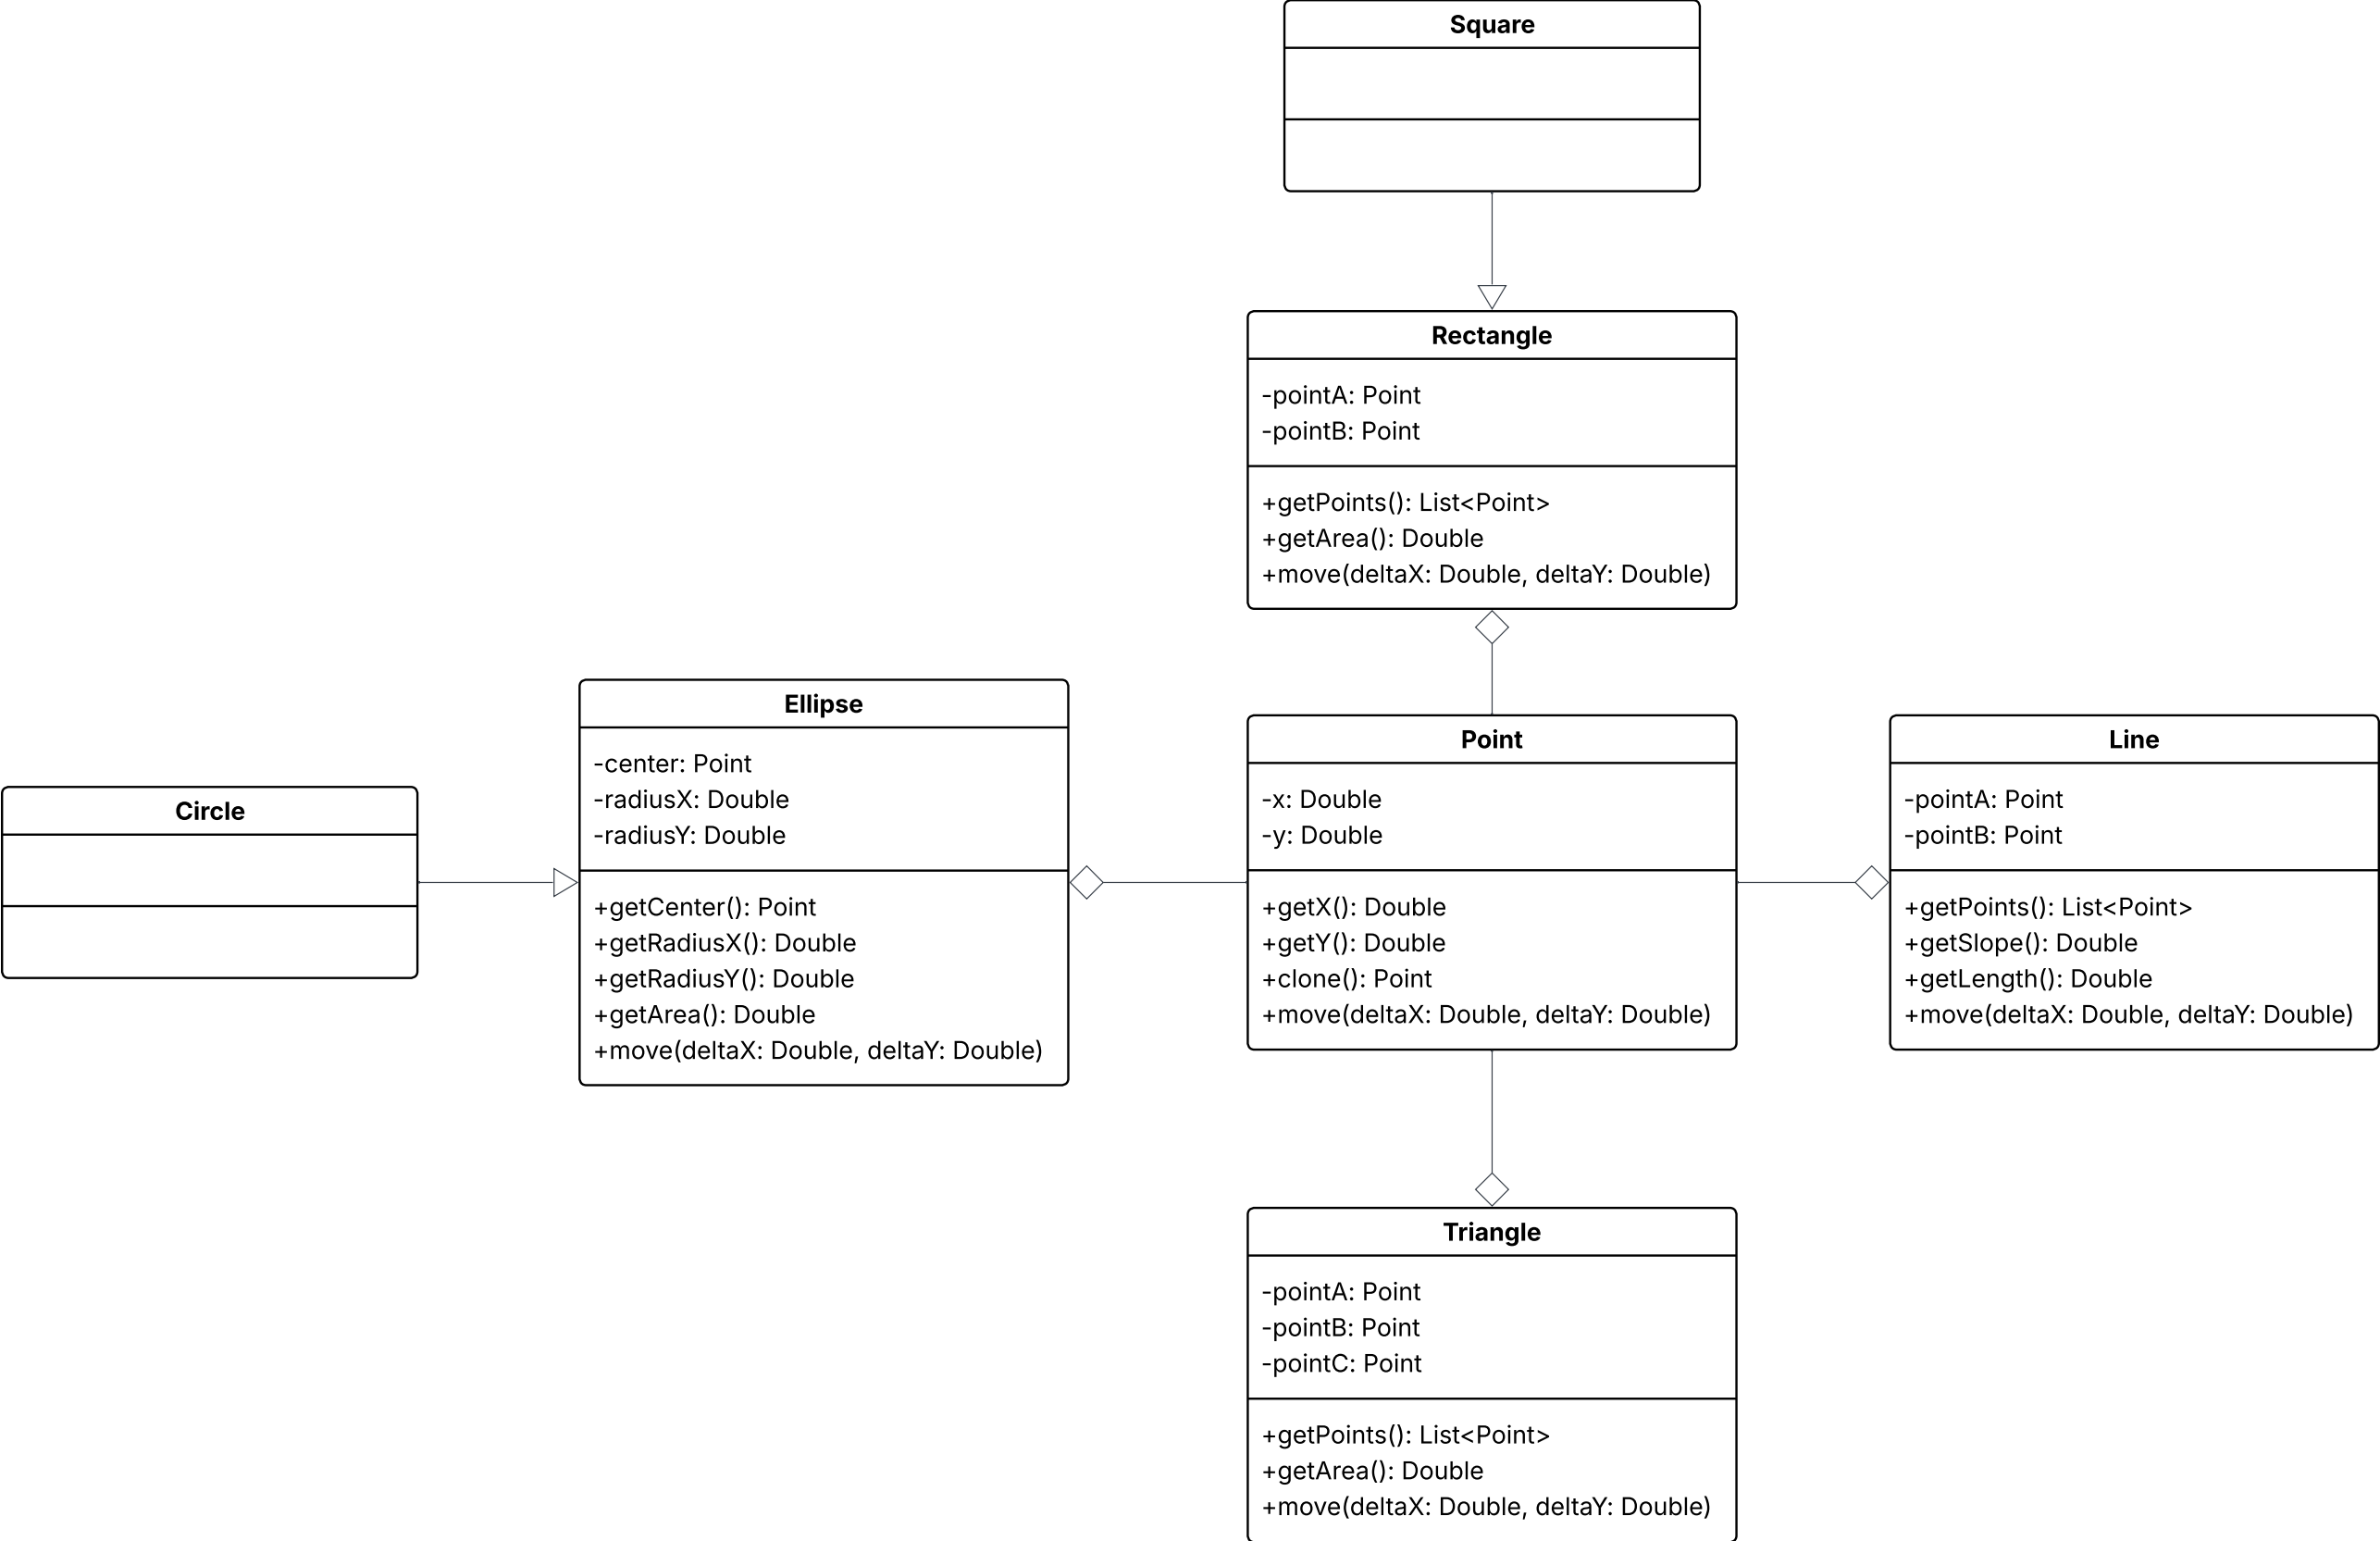 Square
Rectangle
-pointA: Point
-pointB: Point
+getPoints(): List<Point>
+getArea(): Double
+move(deltaX: Double, deltaY: Double)
Circle
Ellipse
-center: Point
-radiusX: Double
-radiusY: Double
+getCenter(): Point
+getRadiusX(): Double
+getRadiusY(): Double
+getArea(): Double
+move(deltaX: Double, deltaY: Double)
Point
-x: Double
-y: Double
+getX(): Double
+getY(): Double
+clone(): Point
+move(deltaX: Double, deltaY: Double)
Line
-pointA: Point
-pointB: Point
+getPoints(): List<Point>
+getSlope(): Double
+getLength(): Double
+move(deltaX: Double, deltaY: Double)
Triangle
-pointA: Point
-pointB: Point
-pointC: Point
+getPoints(): List<Point>
+getArea(): Double
+move(deltaX: Double, deltaY: Double)